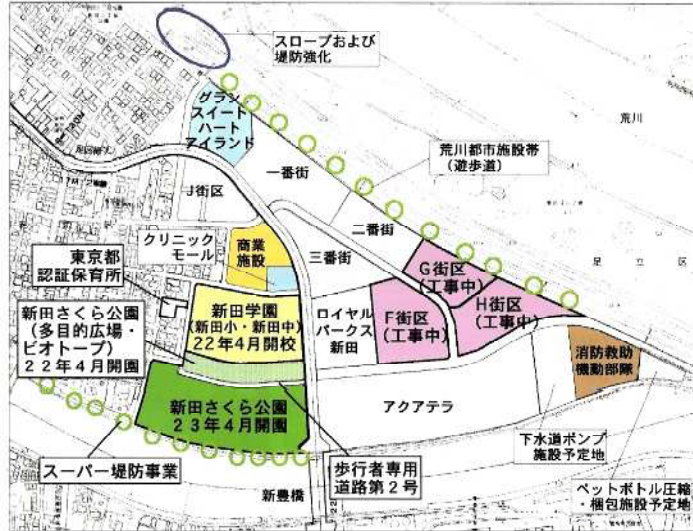 スロープおよび
堤防強化
グラン
スイート
ハート
アイランド
荒川
荒川都市施設帯
(遊歩道)
一番街
J街区
二番街
足立区
クリニック
モール
商業
施設
三番街
東京都
認証保育所
G街区
(工事中)
H街区
(工事中)
新田さくら公園
(多目的広場・
ビオトープ)
22年4月開園
新田学園
(新田小・新田中)
22年4月開校
ロイヤル
パークス
新田
F街区
(工事中)
消防救助
機動部隊
新田さくら公園
23年4月開園
アクアテラ
下水道ポンプ
施設予定地
スーパー堤防事業
歩行者専用
道路第2号
新豊橋
ペットボトル圧縮
・梱包施設予定地